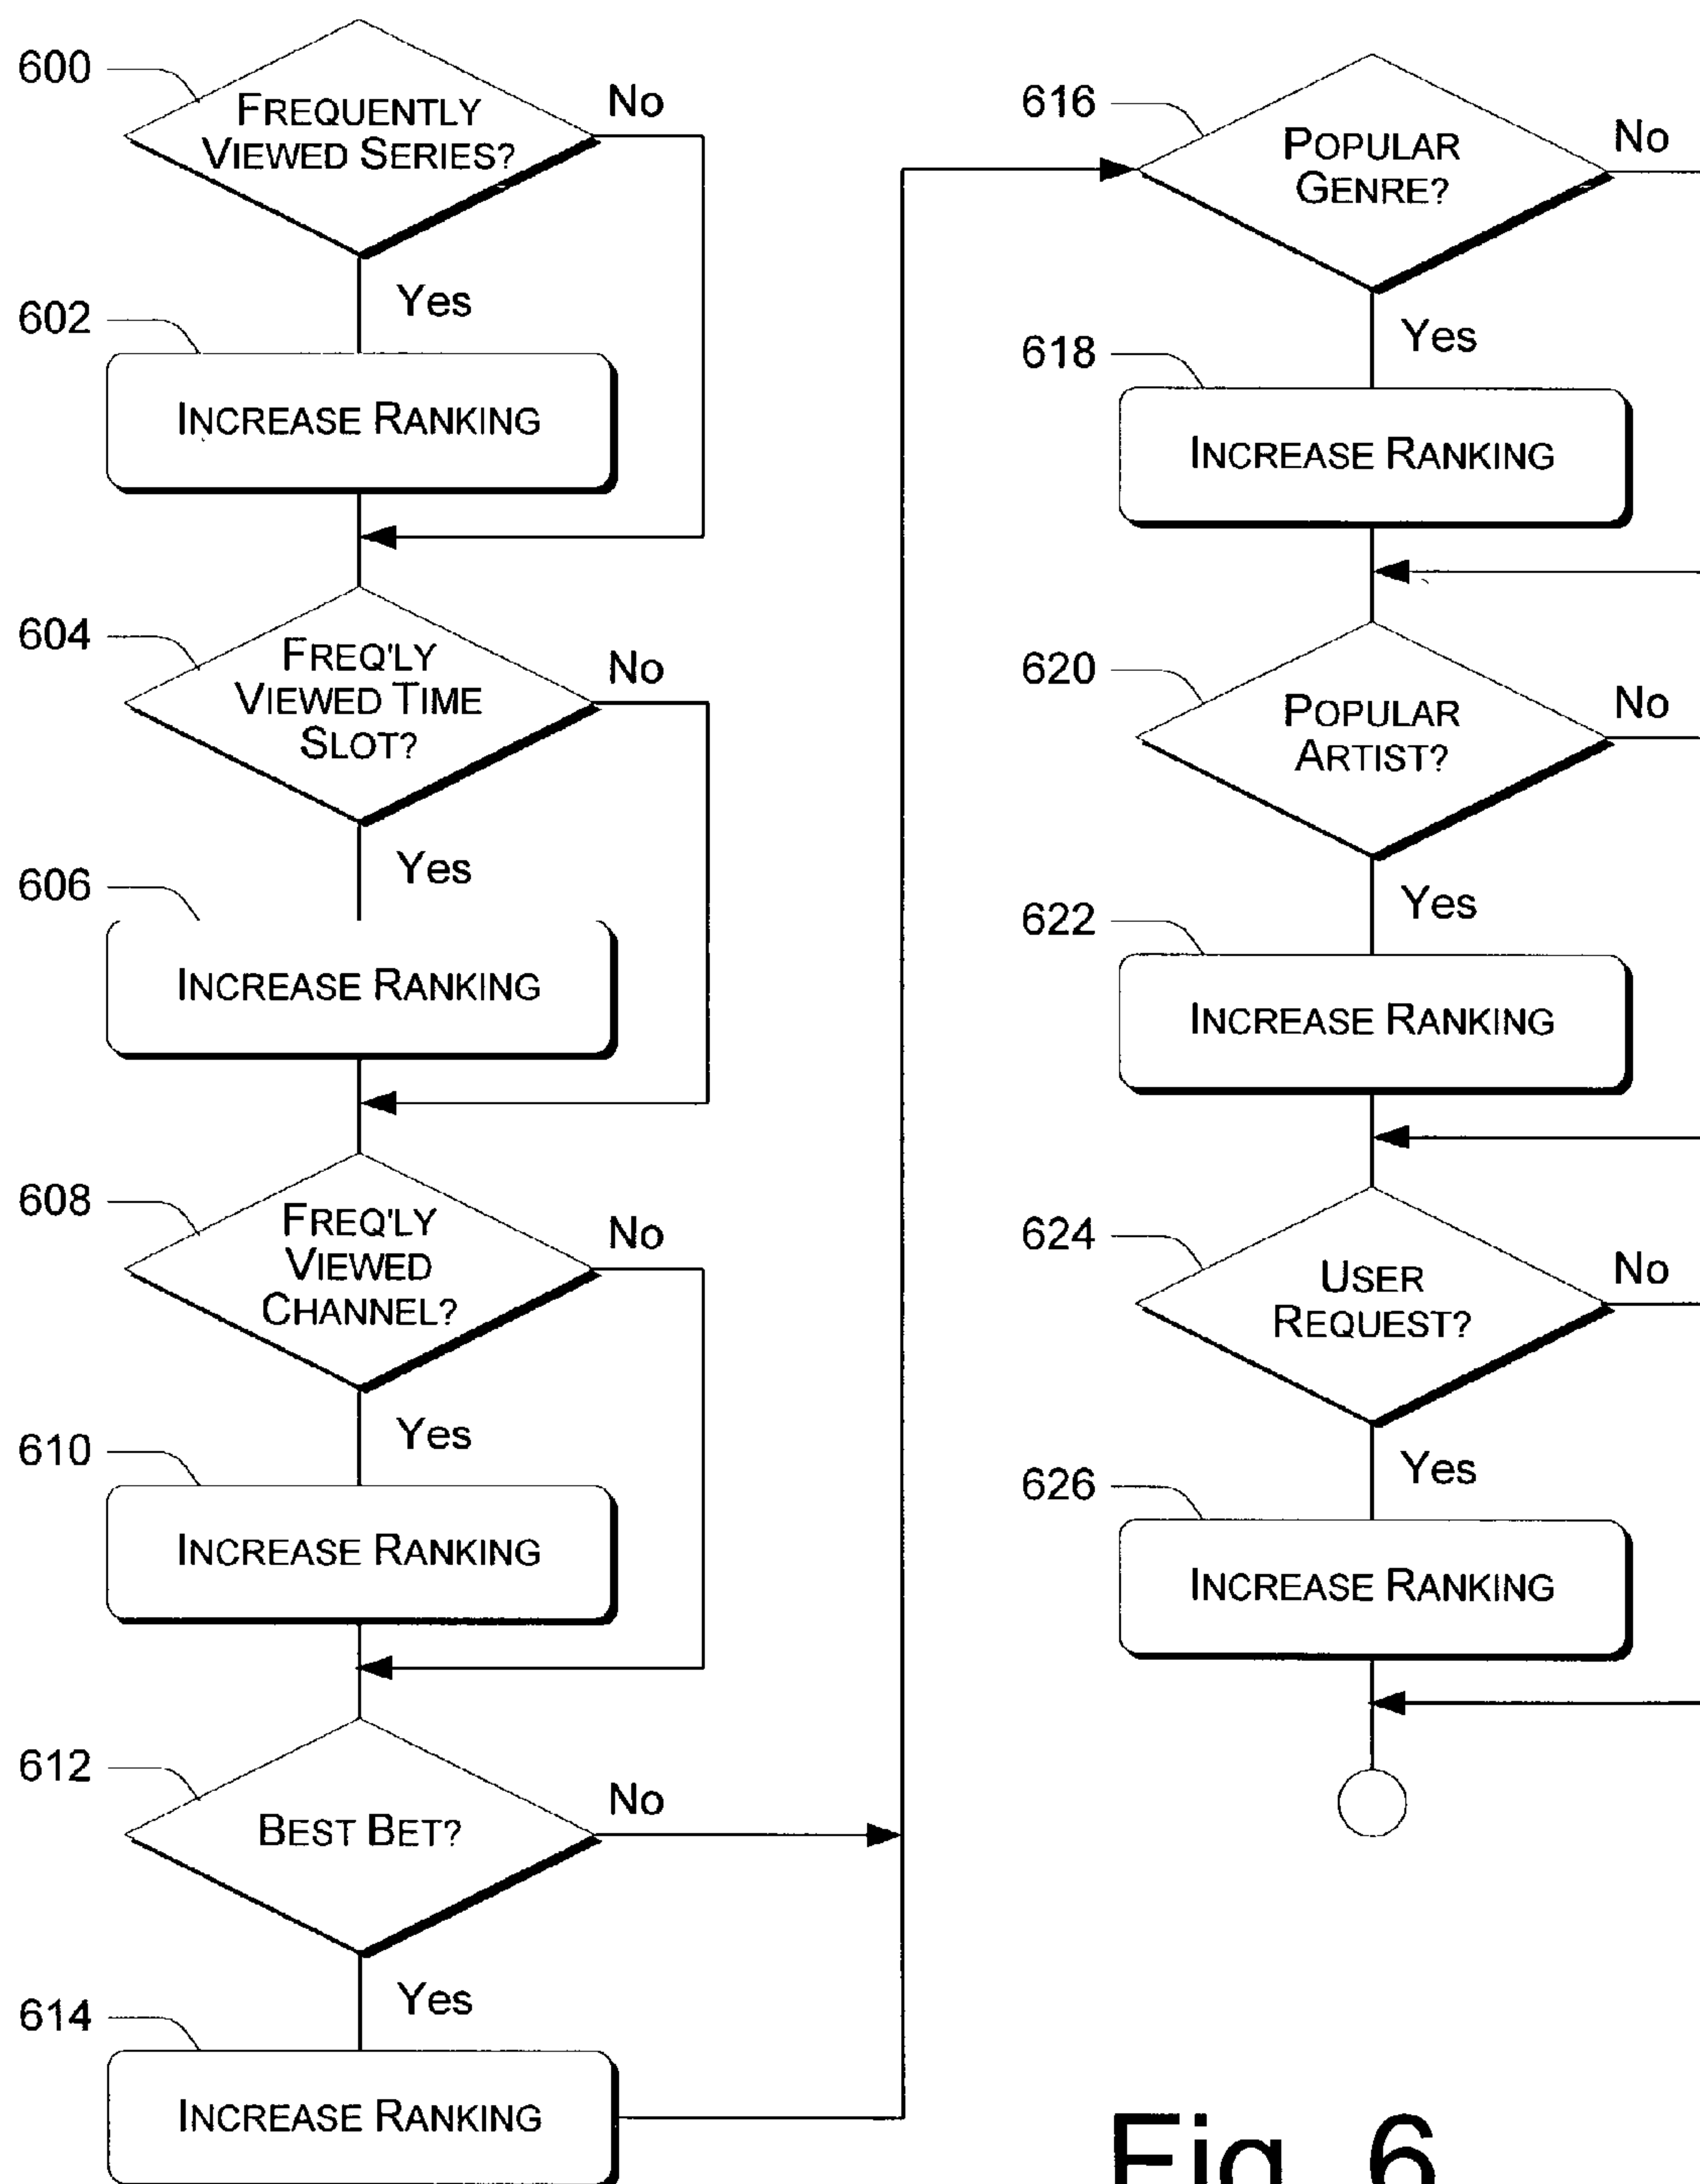 600
FREQUENTLY
VIEWED SERIES?
No
Yes
602
INCREASE RANKING
604
FREQ'LY
VIEWED TIME
SLOT?
No
Yes
606
INCREASE RANKING
608
FREQ'LY
VIEWED
CHANNEL?
No
Yes
610
INCREASE RANKING
612
BEST BET?
No
Yes
614
INCREASE RANKING
616
POPULAR
GENRE?
No
Yes
618
INCREASE RANKING
620
POPULAR
ARTIST?
No
Yes
622
INCREASE RANKING
624
USER
REQUEST?
No
Yes
626
INCREASE RANKING
Fig. 6